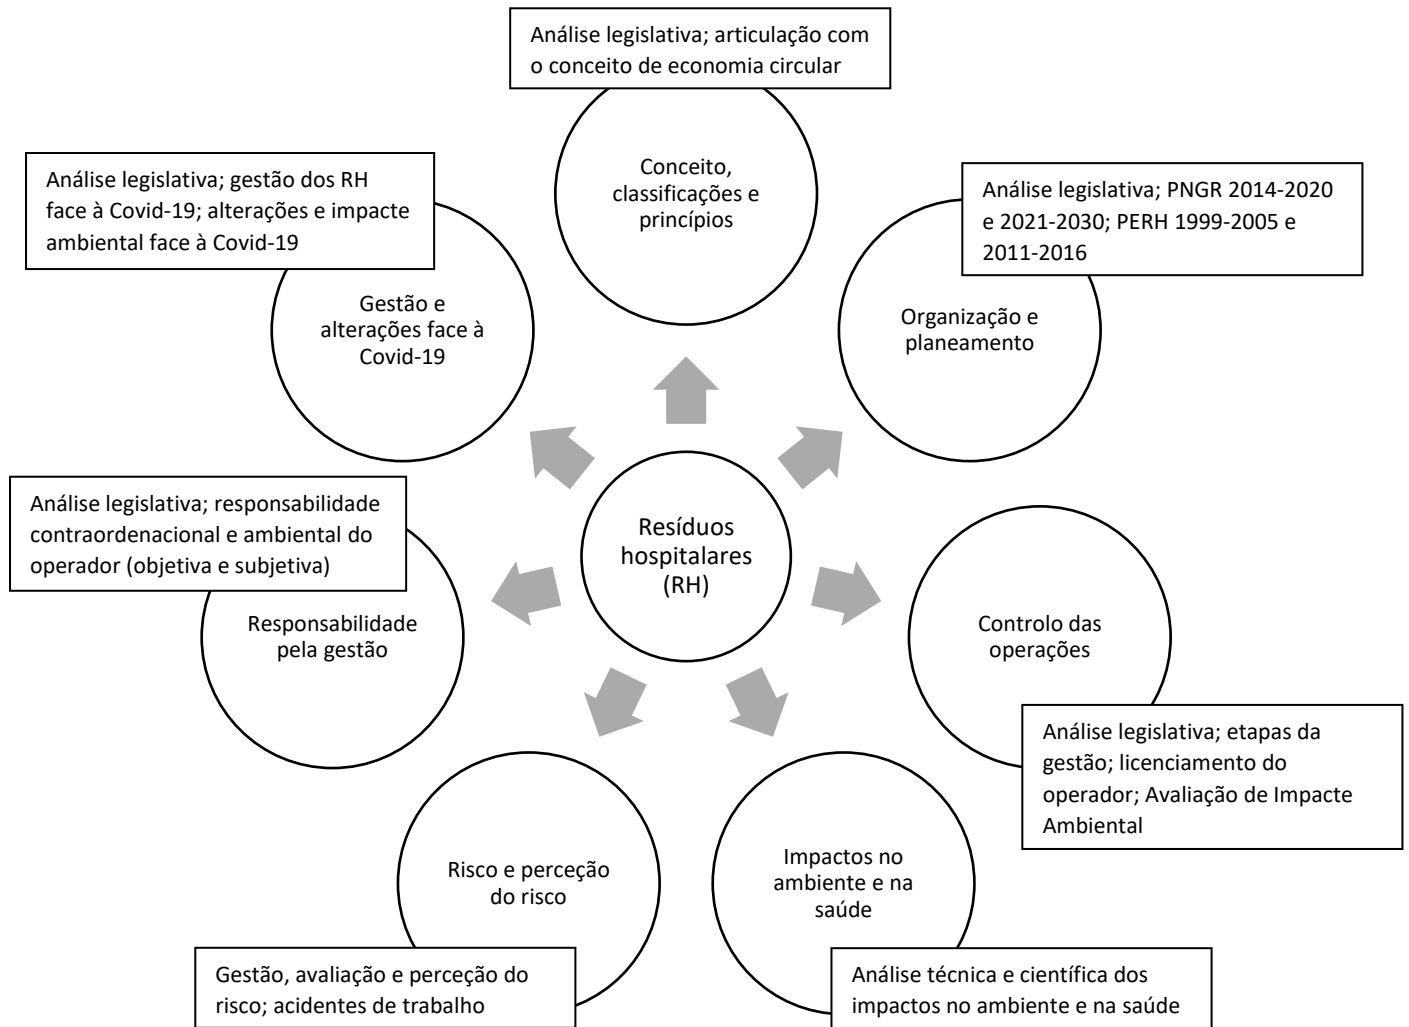 Análise legislativa; articulação com
o conceito de economia circular
Conceito,
classificações e
princípios
Análise legislativa; PNGR 2014-2020
e 2021-2030; PERH 1999-2005 e
2011-2016
Organização e
planeamento
Controlo das
operações
Análise legislativa; etapas da
gestão; licenciamento do
operador; Avaliação de Impacte
Ambiental
Impactos no
ambiente e na
saúde
Análise técnica e científica dos
impactos no ambiente e na saúde
Risco e perceção
do risco
Gestão, avaliação e perceção do
risco; acidentes de trabalho
Análise legislativa; responsabilidade
contraordenacional e ambiental do
operador (objetiva e subjetiva)
Responsabilidade
pela gestão
Análise legislativa; gestão dos RH
face à Covid-19; alterações e impacte
ambiental face à Covid-19
Gestão e
alterações face à
Covid-19
Resíduos
hospitalares
(RH)